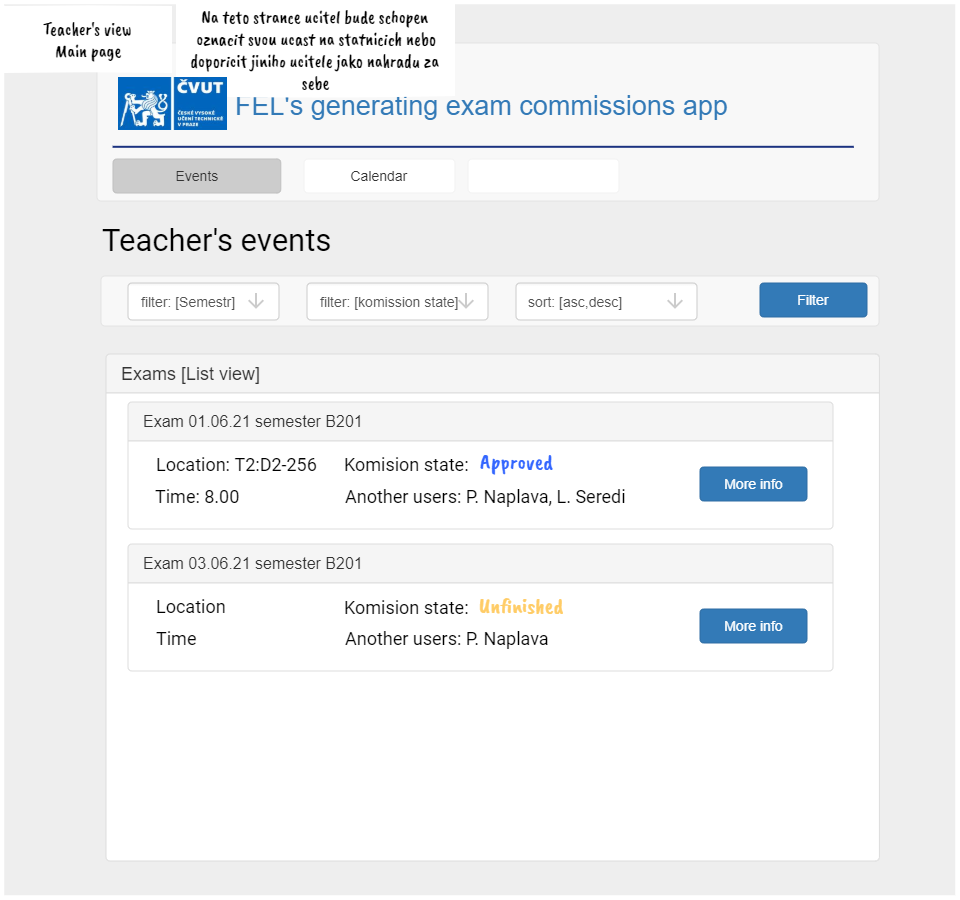 Teacher's view
Main page
Na teto strance ucitel bude schopen
oznacit svou ucast na statnicich nebo
doporicit jiniho ucitele jako nahradu za
sebe
ČVUT
ČESKÉ VYSOKÉ
UČENÍ TECHNICKÉ
V PRAZE
FEL's generating exam commissions app
Events
Calendar
Teacher's events
filter: [Semestr]
filter: [komission state]
sort: [asc,desc]
Filter
Exams [List view]
Exam 01.06.21 semester B201
Location: T2:D2-256
Komision state: Approved
Time: 8.00
Another users: P. Naplava, L. Seredi
More info
Exam 03.06.21 semester B201
Location
Komision state: Unfinished
Time
Another users: P. Naplava
More info